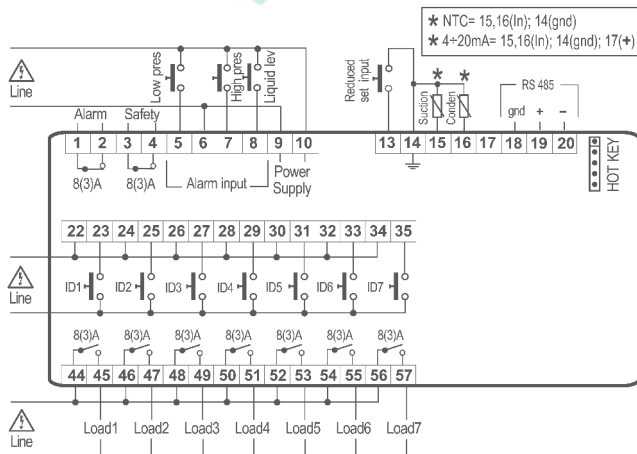 * NTC= 15,16(In); 14(gnd)
* 4÷20mA= 15,16(In); 14(gnd); 17(+)
Line
Low pres
High pres
Liquid lev
Reduced
set input
*
*
Suction
Conden
RS 485
gnd + –
Alarm Safety
1 2 3 4 5 6 7 8 9 10
13 14 15 16 17 18 19 20
8(3)A 8(3)A
Alarm input
Power
Supply
HOT KEY
22 23 24 25 26 27 28 29 30 31 32 33 34 35
Line
ID1 ID2 ID3 ID4 ID5 ID6 ID7
8(3)A 8(3)A 8(3)A 8(3)A 8(3)A 8(3)A 8(3)A
44 45 46 47 48 49 50 51 52 53 54 55 56 57
Line
Load1 Load2 Load3 Load4 Load5 Load6 Load7